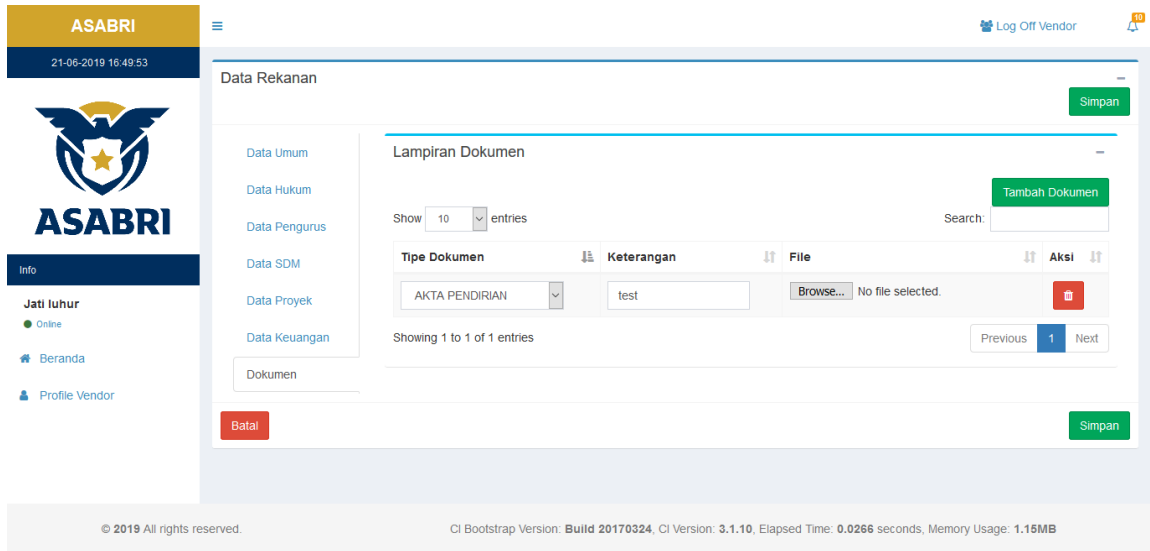 ASABRI
Log Off Vendor
10
21-06-2019 16:49:53
Data Rekanan
Simpan
ASABRI
Info
Jati luhur
Online
Beranda
Profile Vendor
Data Umum
Data Hukum
Data Pengurus
Data SDM
Data Proyek
Data Keuangan
Dokumen
Lampiran Dokumen
Tambah Dokumen
Show 10 entries
Search:
Tipe Dokumen Keterangan File Aksi
AKTA PENDIRIAN test Browse... No file selected.
Showing 1 to 1 of 1 entries
Previous 1 Next
Batal
Simpan
© 2019 All rights reserved.
CI Bootstrap Version: Build 20170324, CI Version: 3.1.10, Elapsed Time: 0.0266 seconds, Memory Usage: 1.15MB